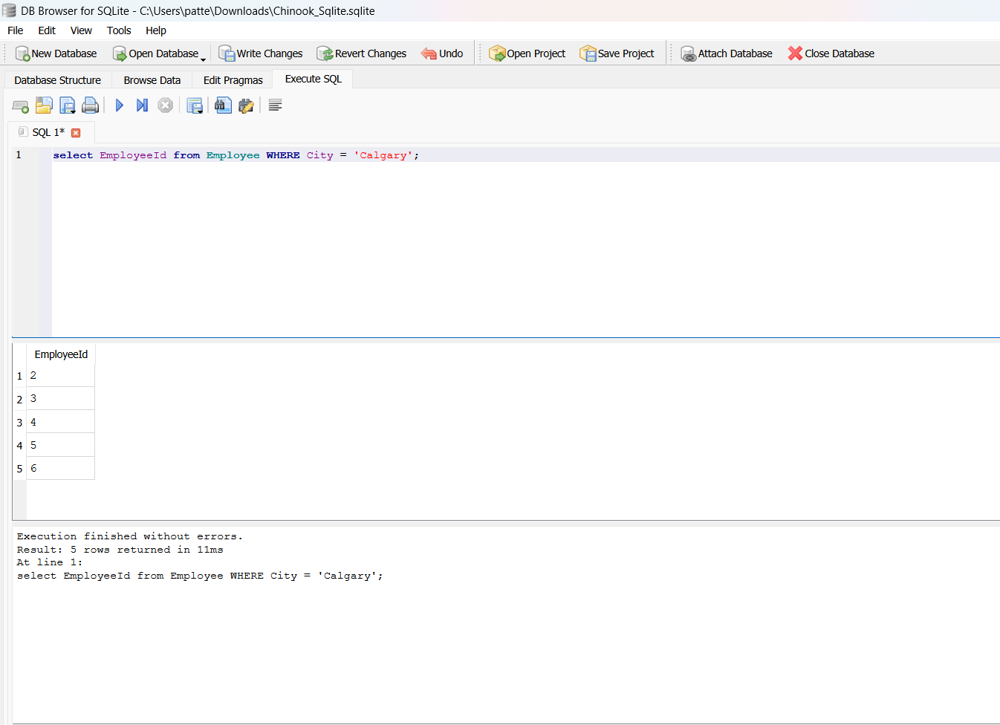 DB Browser for SQLite - C:\Users\patte\Downloads\Chinook_Sqlite.sqlite
File Edit View Tools Help
New Database Open Database Write Changes Revert Changes Undo Open Project Save Project Attach Database Close Database
Database Structure Browse Data Edit Pragmas Execute SQL
SQL 1*
1 select EmployeeId from Employee WHERE City = 'Calgary';
EmployeeId
1 2
2 3
3 4
4 5
5 6
Execution finished without errors.
Result: 5 rows returned in 11ms
At line 1:
select EmployeeId from Employee WHERE City = 'Calgary';